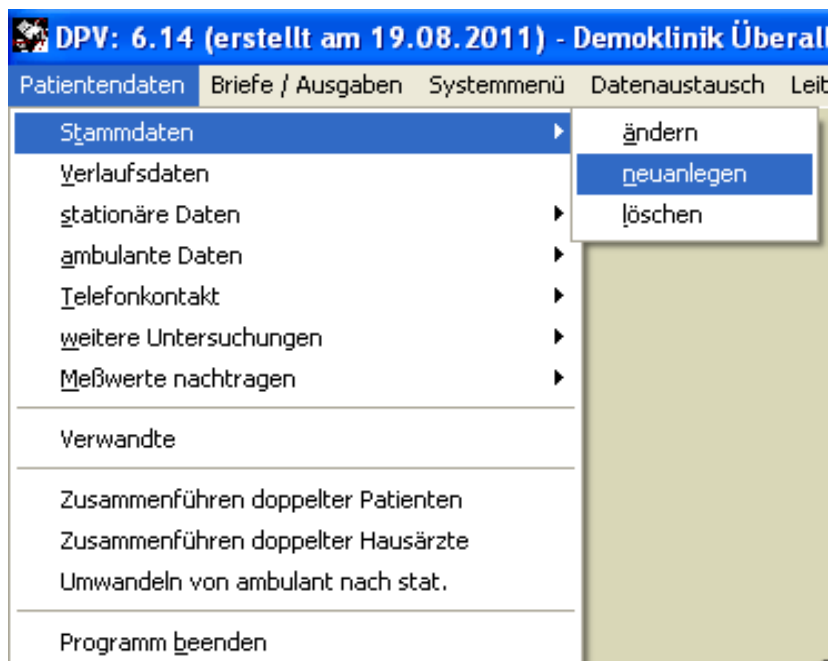 DPV: 6.14 (erstellt am 19.08.2011) - Demoklinik Überall
Patientendaten Briefe / Ausgaben Systemmenü Datenaustausch Leit
Stammdaten
Verlaufsdaten
stationäre Daten
ambulante Daten
Telefonkontakt
weitere Untersuchungen
Meßwerte nachtragen
Verwandte
Zusammenführen doppelter Patienten
Zusammenführen doppelter Hausärzte
Umwandeln von ambulant nach stat.
Programm beenden
ändern
neuanlegen
löschen